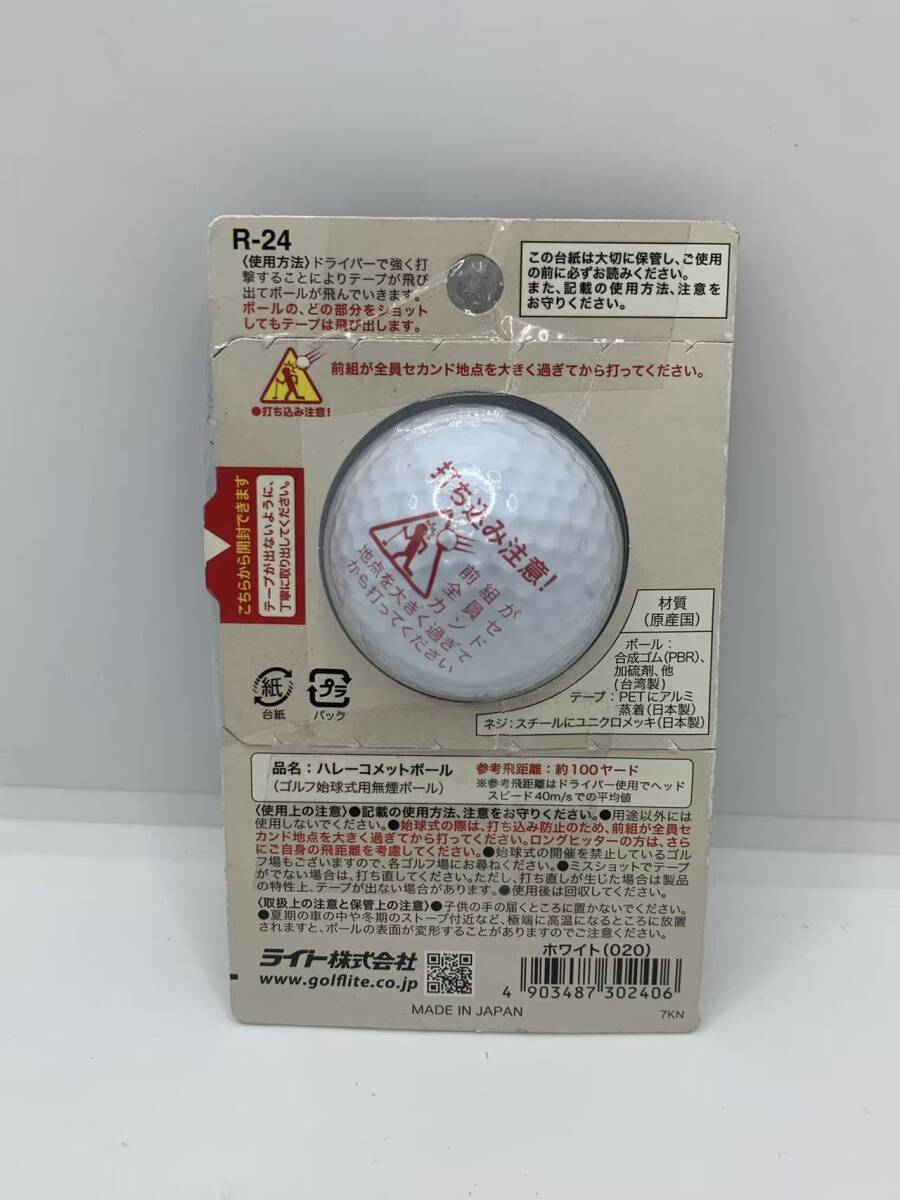 R-24
〈使用方法〉ドライバーで強く打
撃することによりテープが飛び
出てボールが飛んでいきます。
ボールの、どの部分をショット
してもテープは飛び出します。
この台紙は大切に保管し、ご使用
の前に必ずお読みください。
また、記載の使用方法、注意を
お守りください。
●打ち込み注意!
前組が全員セカンド地点を大きく過ぎてから打ってください。
こちらから開封できます
テープが出ないように、
丁寧に取り出してください。
打ち込み注意!
前組が
全員セ
カンド
地点を大きく過ぎて
から打ってください
紙
台紙
プラ
パック
材質
(原産国)
ボール:
合成ゴム(PBR)、
加硫剤、他
(台湾製)
テープ:PETにアルミ
蒸着(日本製)
ネジ:スチールにユニクロメッキ(日本製)
品名:ハレーコメットボール
(ゴルフ始球式用無煙ボール)
参考飛距離:約100ヤード
※参考飛距離はドライバー使用でヘッド
スピード40m/sでの平均値
〈使用上の注意〉●記載の使用方法、注意をお守りください。●用途以外には
使用しないでください。●始球式の際は、打ち込み防止のため、前組が全員セ
カンド地点を大きく過ぎてから打ってください。ロングヒッターの方は、さら
にご自身の飛距離を考慮してください。●始球式の開催を禁止しているゴル
フ場もございますので、各ゴルフ場にお尋ねください。●ミスショットでテープ
がでない場合は、打ち直してください。ただし、打ち直しが生じた場合は製品
の特性上、テープが出ない場合があります。●使用後は回収してください。
〈取扱上の注意と保管上の注意〉●子供の手の届くところに置かないでください。
●夏期の車の中や冬期のストーブ付近など、極端に高温になるところに放置
されますと、ボールの表面が変形することがありますのでご注意ください。
ライト株式会社
www.golflite.co.jp
ホワイト(020)
4 903487 302406
MADE IN JAPAN
7KN